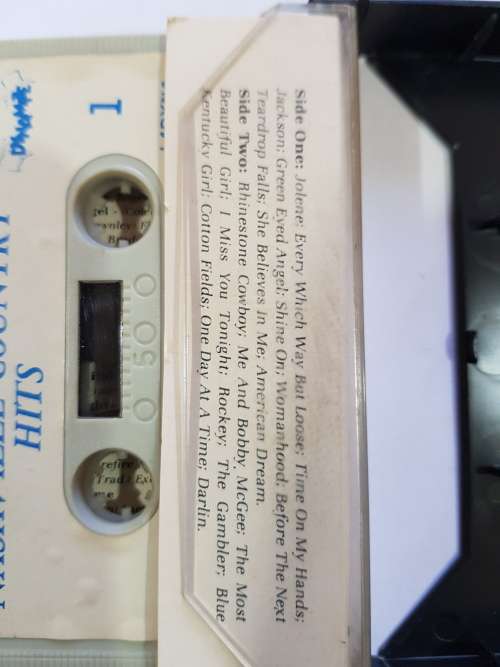 Side One: Jolene; Every Which Way But Loose; Time On My Hands;
Jackson; Green Eyed Angel; Shine On; Womanhood; Before The Next
Teardrop Falls; She Believes In Me; American Dream.
Side Two: Rhinestone Cowboy; Me And Bobby McGee; The Most
Beautiful Girl; I Miss You Tonight; Rockey; The Gambler; Blue
Kentucky Girl; Cotton Fields; One Day At A Time; Darlin.
1
HITS
0 50 0